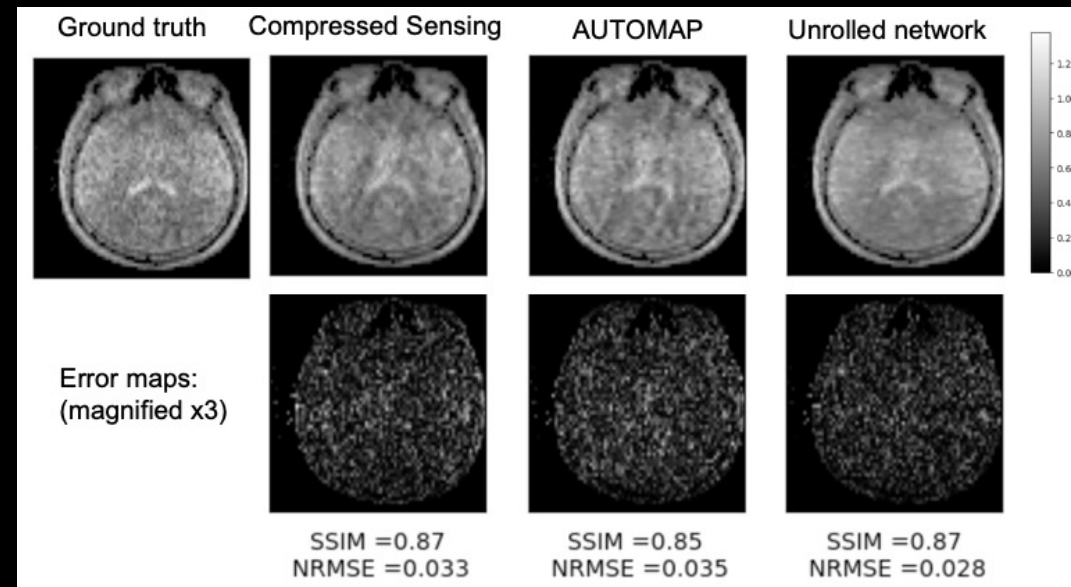 Ground truth
Compressed Sensing
AUTOMAP
Unrolled network
1.2
1.0
0.8
0.6
0.4
0.2
0.0
Error maps:
(magnified x3)
SSIM =0.87
NRMSE =0.033
SSIM =0.85
NRMSE =0.035
SSIM =0.87
NRMSE =0.028